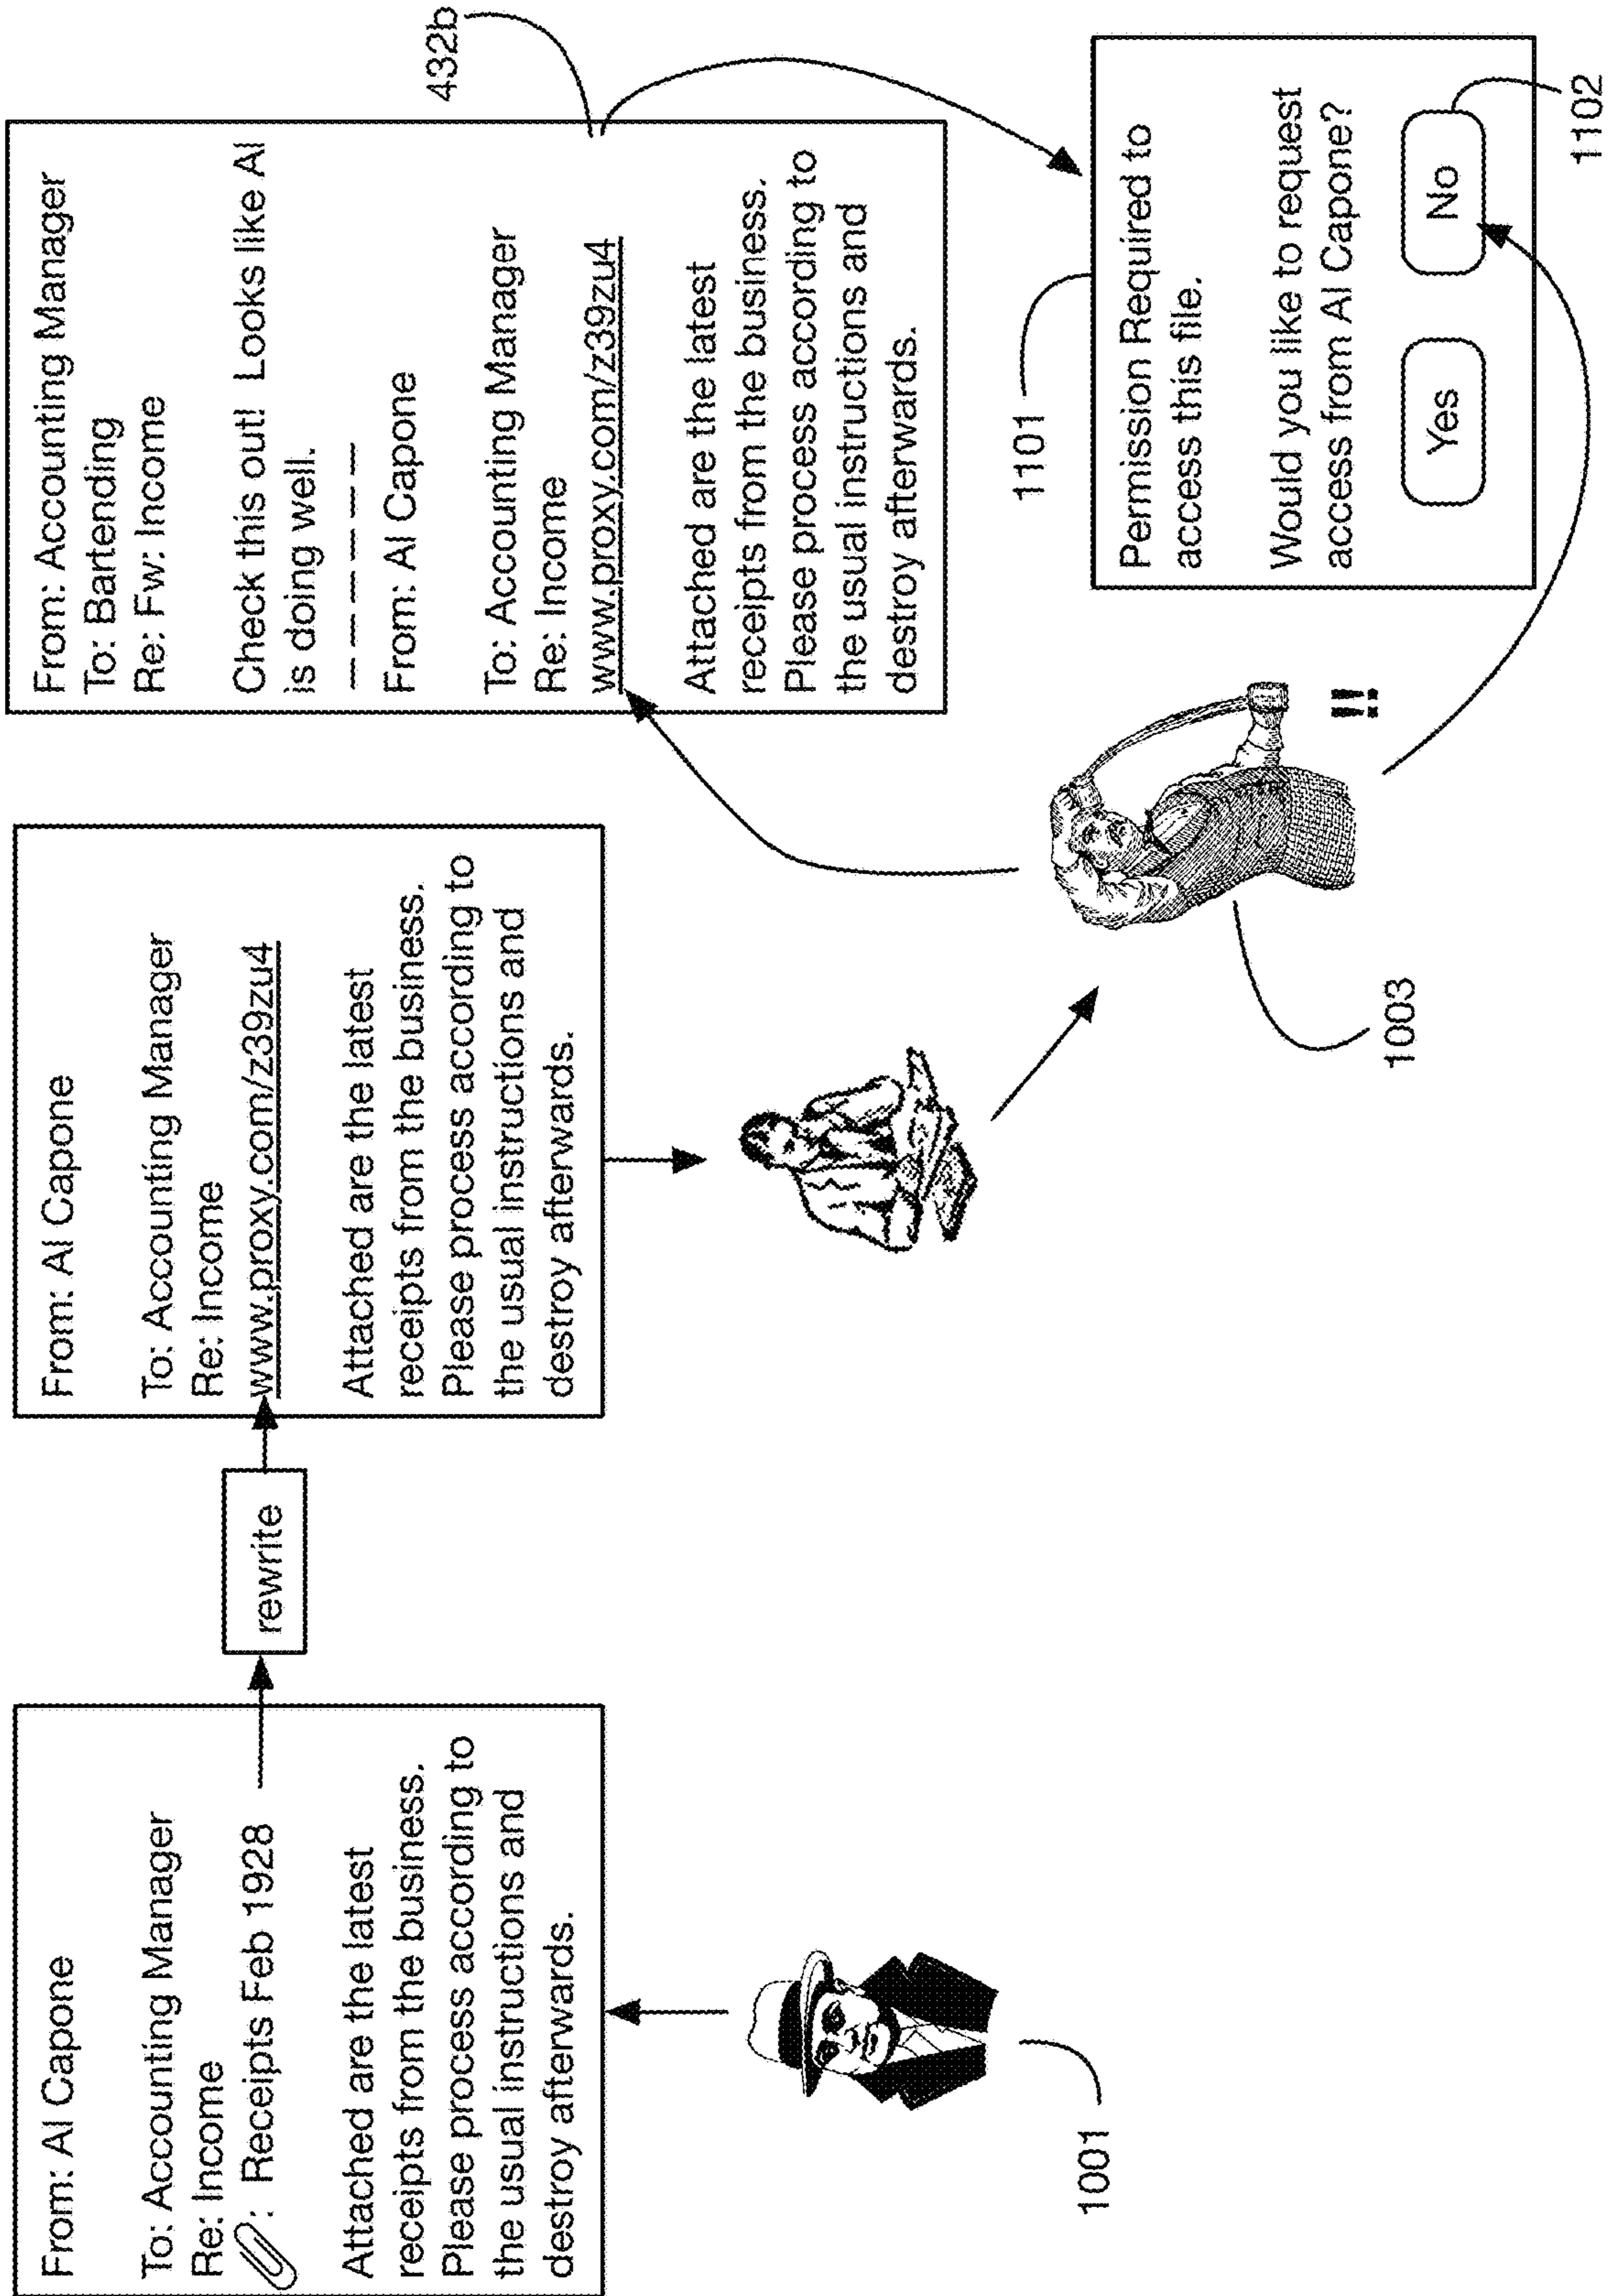 From: Al Capone
To: Accounting Manager
Re: Income
: Receipts Feb 1928
Attached are the latest
receipts from the business.
Please process according to
the usual instructions and
destroy afterwards.
1001
rewrite
From: Al Capone
To: Accounting Manager
Re: Income
www.proxy.com/z39zu4
Attached are the latest
receipts from the business.
Please process according to
the usual instructions and
destroy afterwards.
From: Accounting Manager
To: Bartending
Re: Fw: Income
Check this out! Looks like Al
is doing well.
– – – – – –
From: Al Capone
To: Accounting Manager
Re: Income
www.proxy.com/z39zu4
Attached are the latest
receipts from the business.
Please process according to
the usual instructions and
destroy afterwards.
432b
1003
!!
1101
Permission Required to
access this file.
Would you like to request
access from Al Capone?
Yes
No
1102